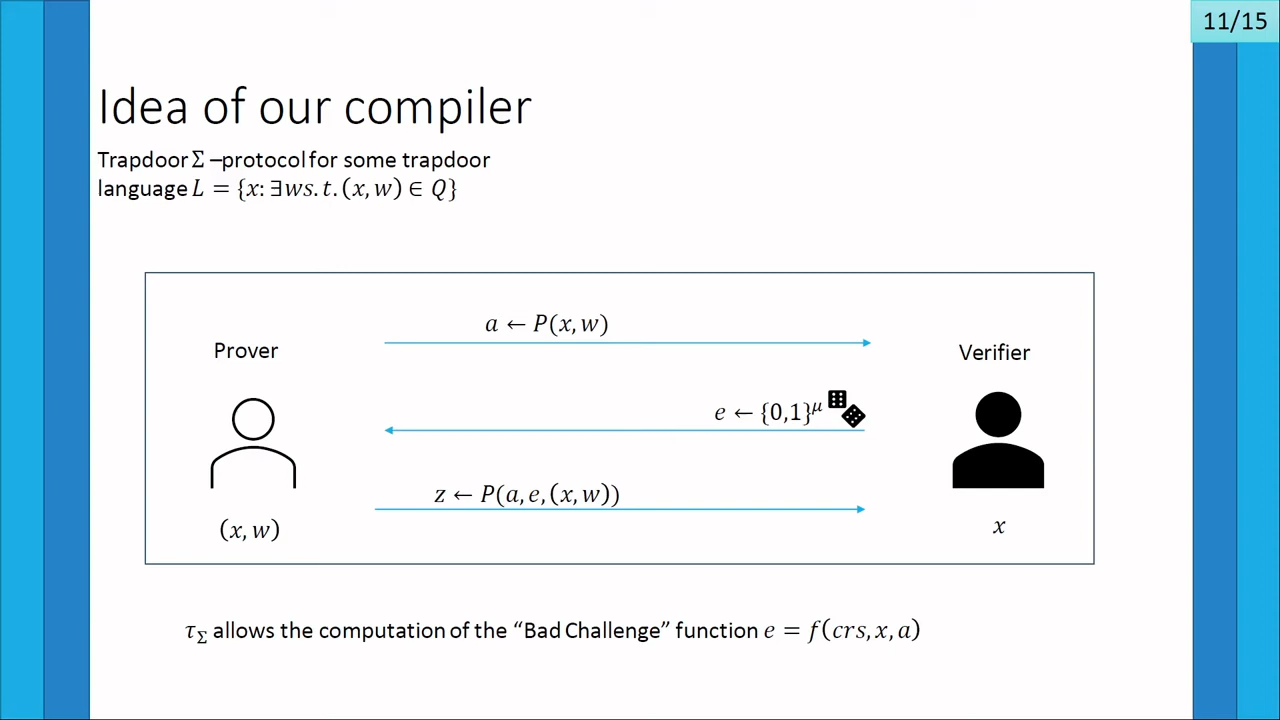 11/15
Idea of our compiler
Trapdoor Σ –protocol for some trapdoor
language L = {x: ∃ws.t.(x, w) ∈ Q}
a ← P(x, w)
Prover
Verifier
e ← {0,1}^μ
z ← P(a, e, (x, w))
(x, w)
x
τ_Σ allows the computation of the “Bad Challenge” function e = f(crs, x, a)